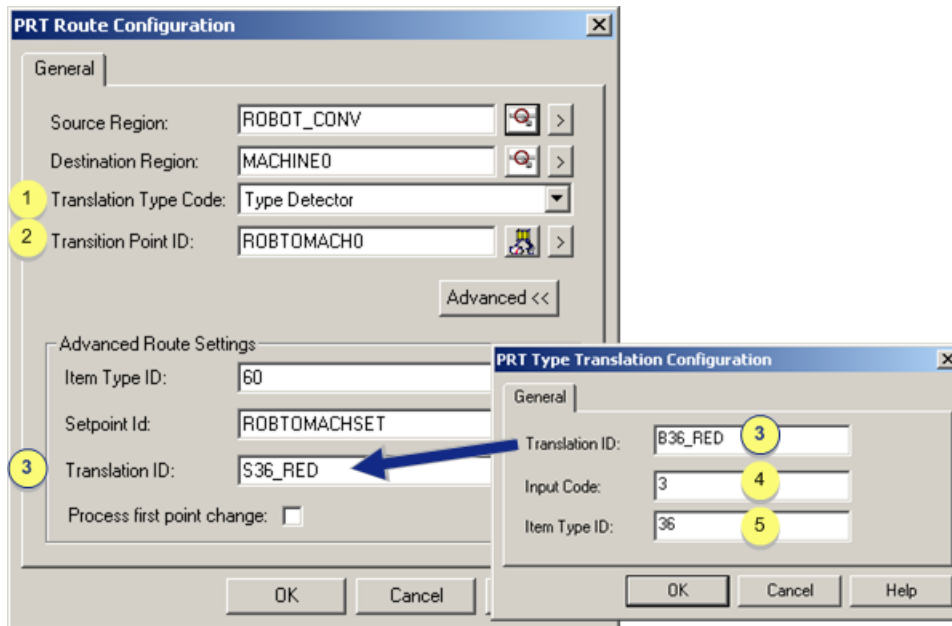 PRT Route Configuration
General
Source Region: ROBOT_CONV >
Destination Region: MACHINE0 >
1 Translation Type Code: Type Detector
2 Transition Point ID: ROBTOMACH0 >
Advanced <<
Advanced Route Settings
Item Type ID: 60
Setpoint Id: ROBTOMACHSET
3 Translation ID: S36_RED
Process first point change:
OK Cancel
PRT Type Translation Configuration
General
Translation ID: B36_RED 3
Input Code: 3 4
Item Type ID: 36 5
OK Cancel Help